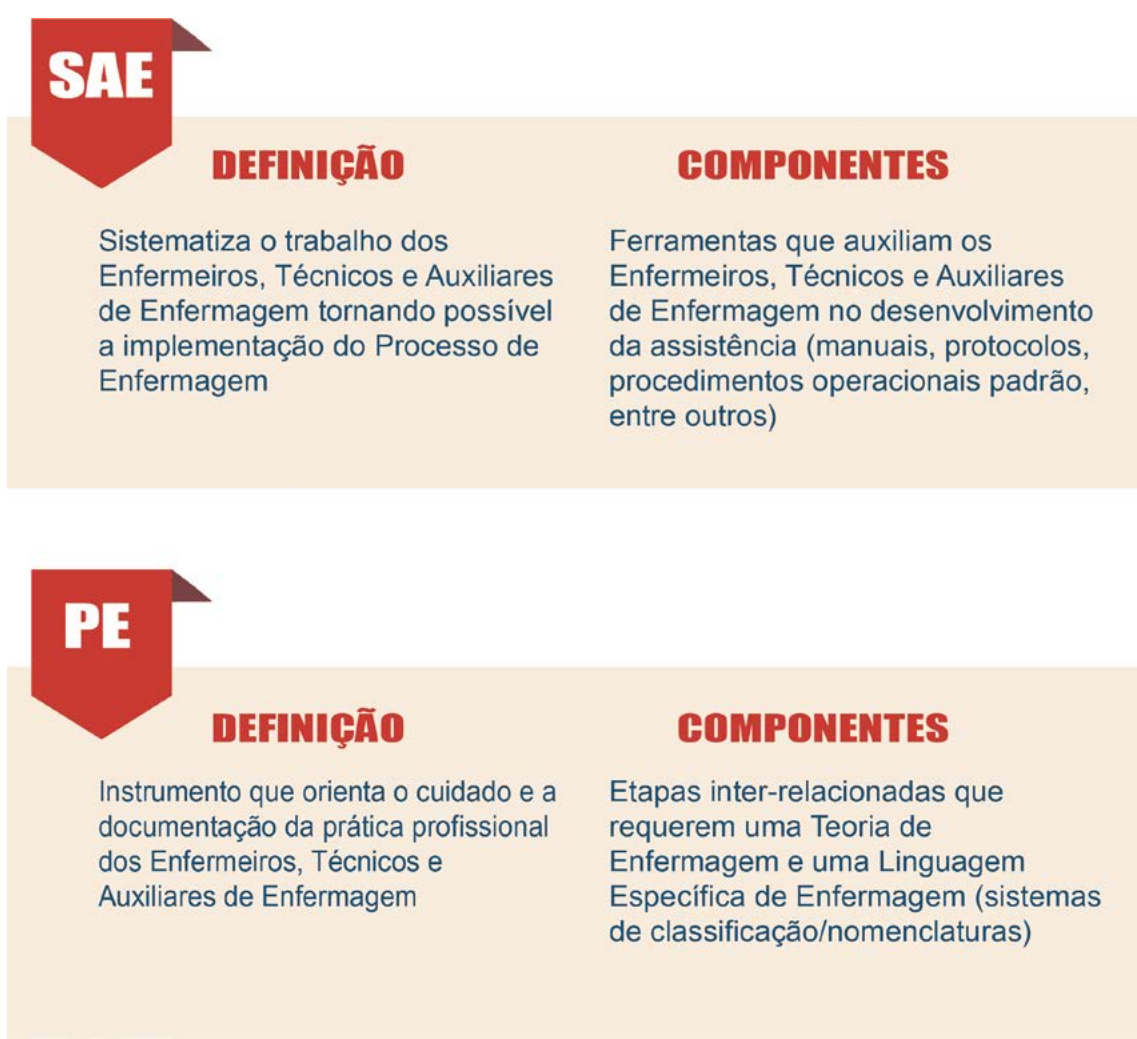 SAE
DEFINIÇÃO
Sistematiza o trabalho dos
Enfermeiros, Técnicos e Auxiliares
de Enfermagem tornando possível
a implementação do Processo de
Enfermagem
COMPONENTES
Ferramentas que auxiliam os
Enfermeiros, Técnicos e Auxiliares
de Enfermagem no desenvolvimento
da assistência (manuais, protocolos,
procedimentos operacionais padrão,
entre outros)
PE
DEFINIÇÃO
Instrumento que orienta o cuidado e a
documentação da prática profissional
dos Enfermeiros, Técnicos e
Auxiliares de Enfermagem
COMPONENTES
Etapas inter-relacionadas que
requerem uma Teoria de
Enfermagem e uma Linguagem
Específica de Enfermagem (sistemas
de classificação/nomenclaturas)